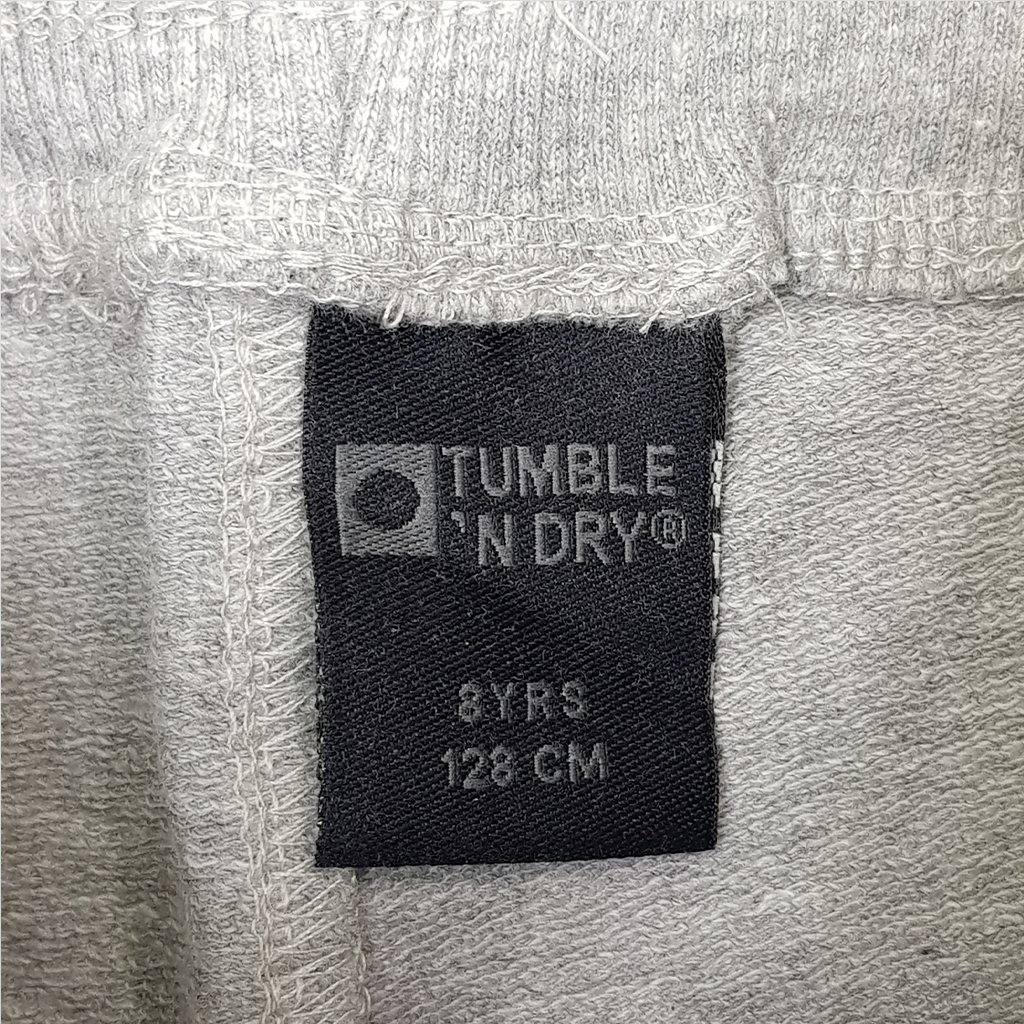 TUMBLE
'N DRY®
8YRS
128 CM